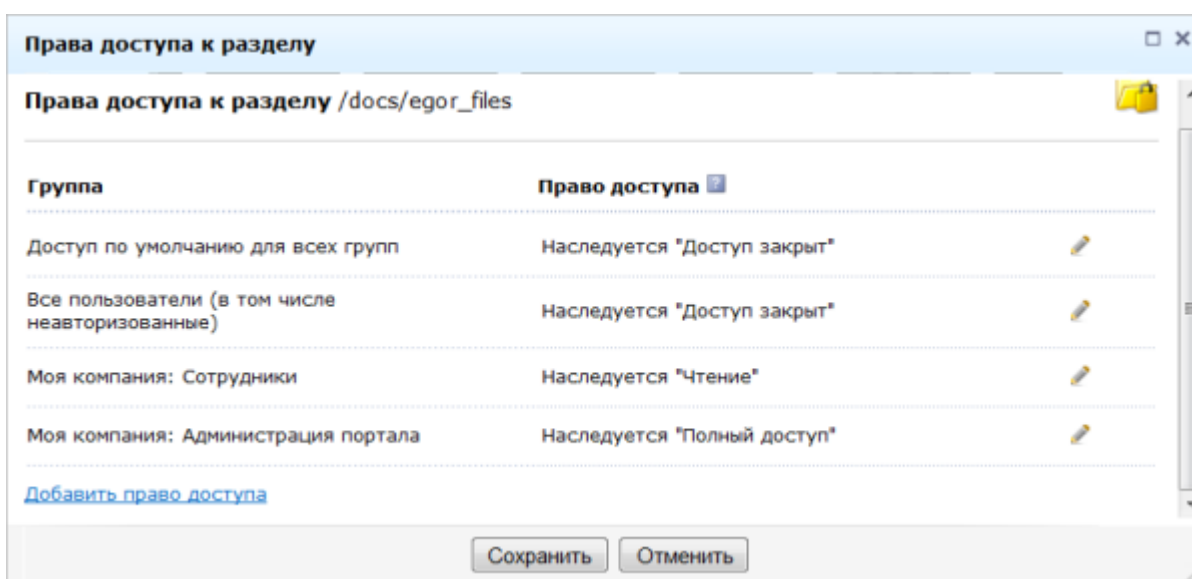 Права доступа к разделу
Права доступа к разделу /docs/egor_files
Группа Право доступа ?
Доступ по умолчанию для всех групп Наследуется "Доступ закрыт"
Все пользователи (в том числе
неавторизованные) Наследуется "Доступ закрыт"
Моя компания: Сотрудники Наследуется "Чтение"
Моя компания: Администрация портала Наследуется "Полный доступ"
Добавить право доступа
Сохранить Отменить